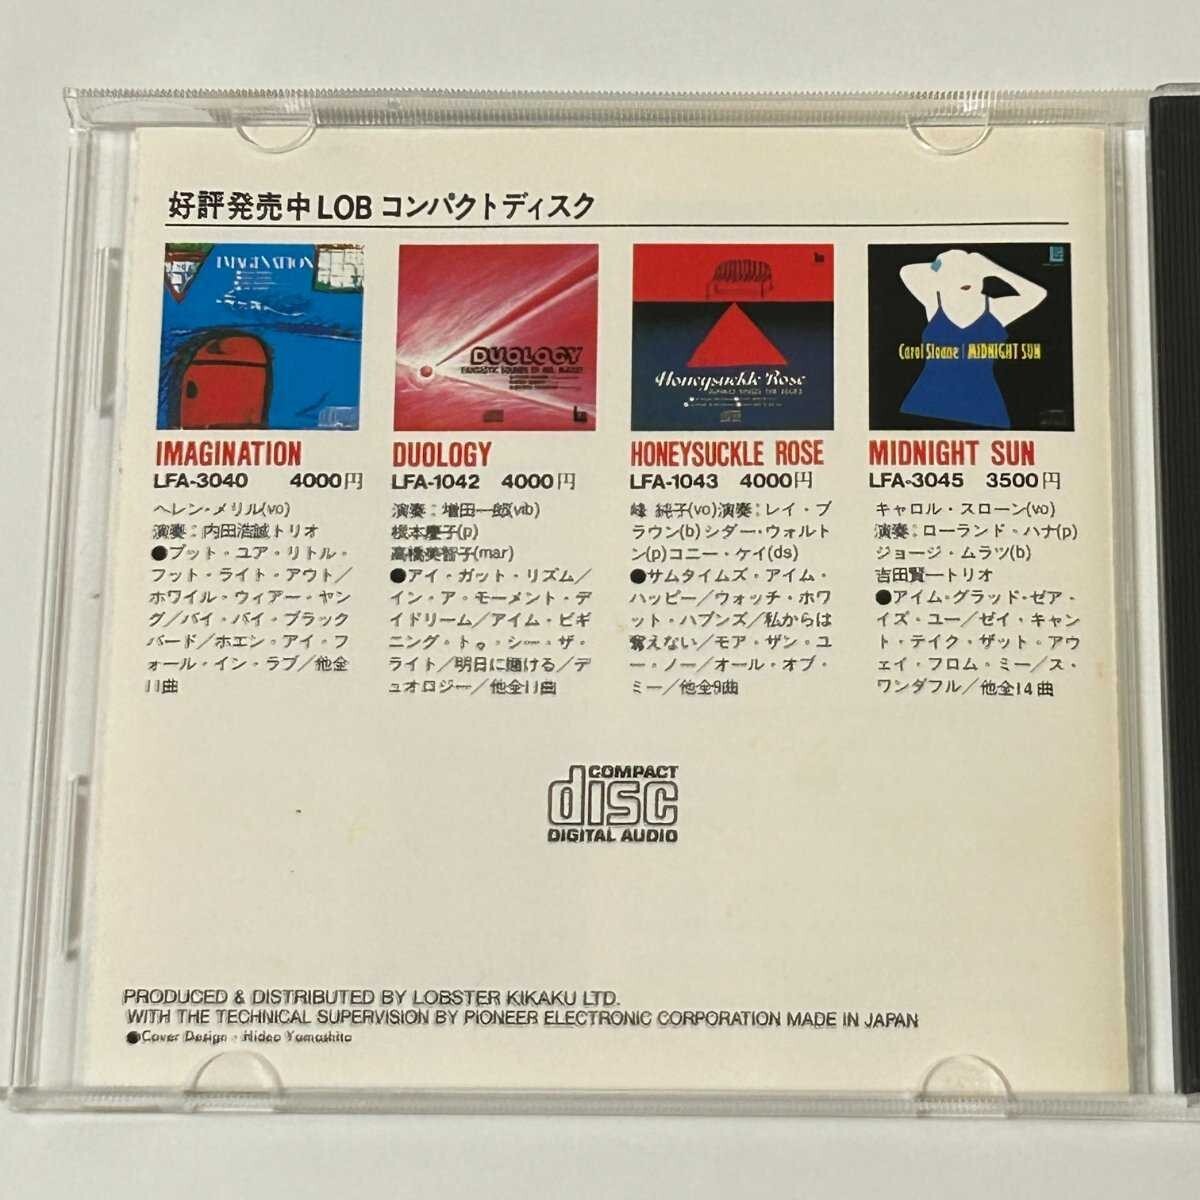 好評発売中LOBコンパクトディスク
IMAGINATION
DUOLOGY
FANTASTIC SOUNDS OF
Honeysuckle Rose
Carol Sloane | MIDNIGHT SUN
IMAGINATION
LFA-3040 4000円
ヘレン・メリル(vo)
演奏:内田浩誠トリオ
●プット・ユア・リトル・
フット・ライト・アウト/
ホワイル・ウィアー・ヤン
グ/バイ・バイ・ブラック
バード/ホエン・アイ・フ
ォール・イン・ラブ/他全
11曲
DUOLOGY
LFA-1042 4000円
演奏:増田一郎(vib)
根本慶子(p)
高橋美智子(mar)
●アイ・ガット・リズム/
イン・ア・モーメント・デ
イドリーム/アイム・ビギ
ニング・トゥ・シー・ザ・
ライト/明日に賭ける/デ
ュオロジー/他全11曲
HONEYSUCKLE ROSE
LFA-1043 4000円
峰 純子(vo)演奏:レイ・ブ
ラウン(b)シダー・ウォルト
ン(p)コニー・ケイ(ds)
●サムタイムズ・アイム・
ハッピー/ウォッチ・ホワ
ット・ハプンズ/私からは
奪えない/モア・ザン・ユ
ー・ノー/オール・オブ・
ミー/他全9曲
MIDNIGHT SUN
LFA-3045 3500円
キャロル・スローン(vo)
演奏:ローランド・ハナ(p)
ジョージ・ムラツ(b)
吉田賢一トリオ
●アイム・グラッド・ゼア・
イズ・ユー/ゼイ・キャン
ト・テイク・ザット・アウ
ェイ・フロム・ミー/ス・
ワンダフル/他全14曲
COMPACT
disc
DIGITAL AUDIO
PRODUCED & DISTRIBUTED BY LOBSTER KIKAKU LTD.
WITH THE TECHNICAL SUPERVISION BY PIONEER ELECTRONIC CORPORATION MADE IN JAPAN
●Cover Design・Hideo Yamashita